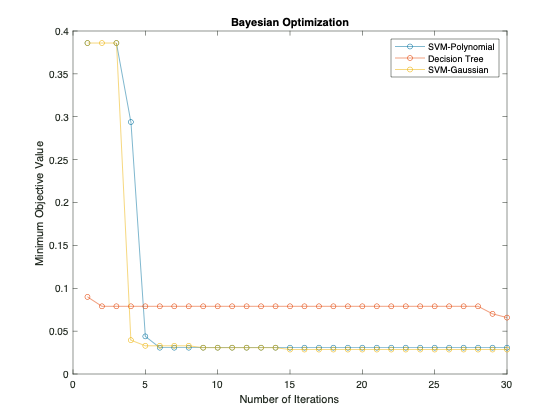 Bayesian Optimization
SVM-Polynomial
Decision Tree
SVM-Gaussian
Minimum Objective Value
0.4
0.35
0.3
0.25
0.2
0.15
0.1
0.05
0
0 5 10 15 20 25 30
Number of Iterations